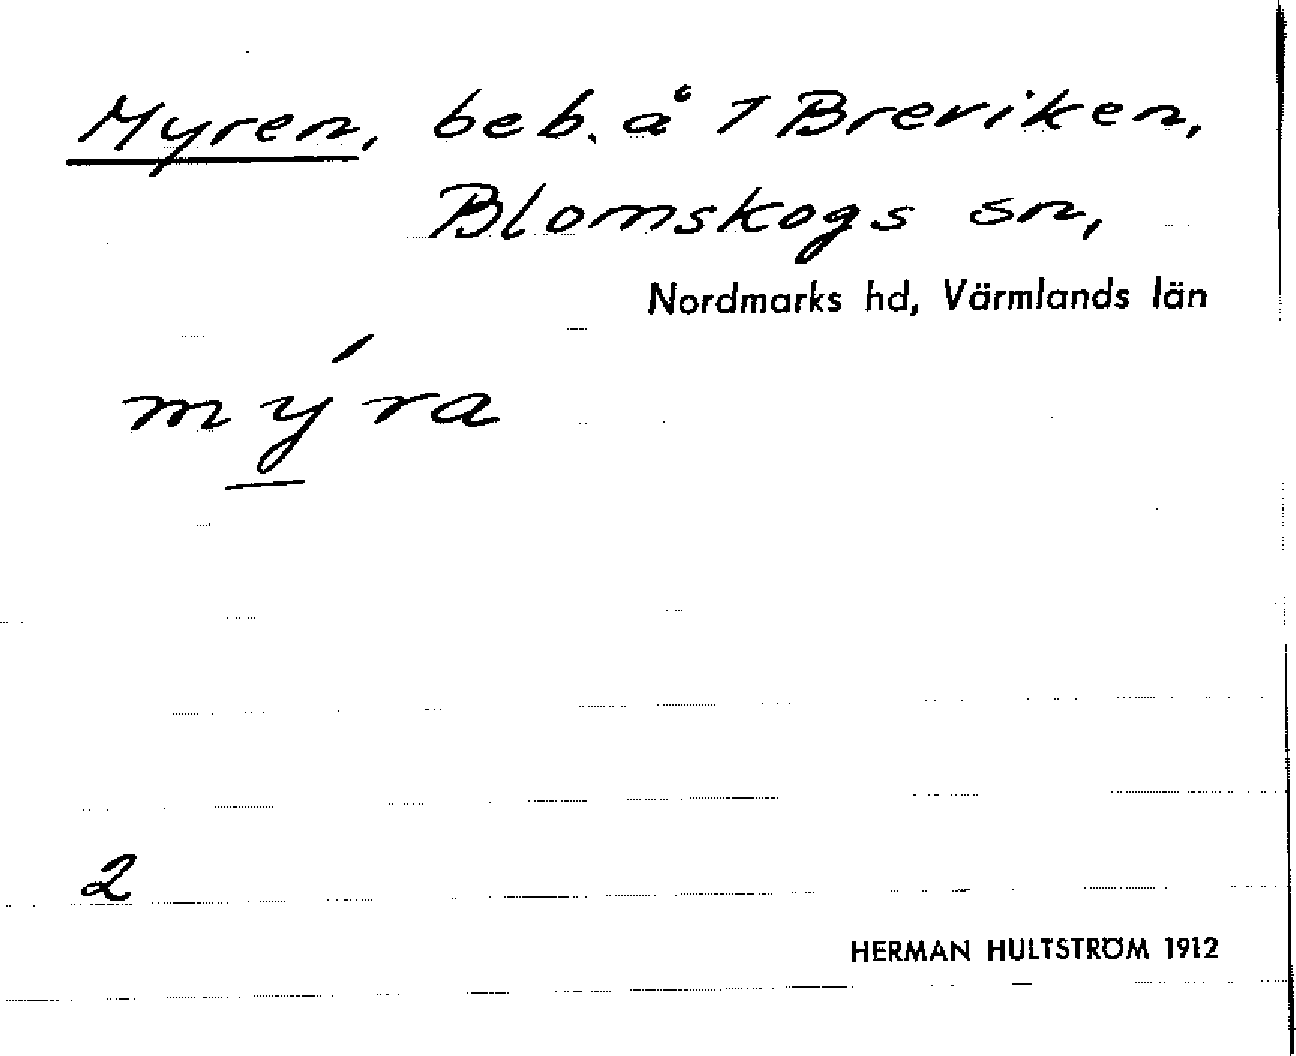 Myren, beb. å 1 Breviken,
Blomskogs sn,
Nordmarks hd, Värmlands län
mýra
2
HERMAN HULTSTRÖM 1912